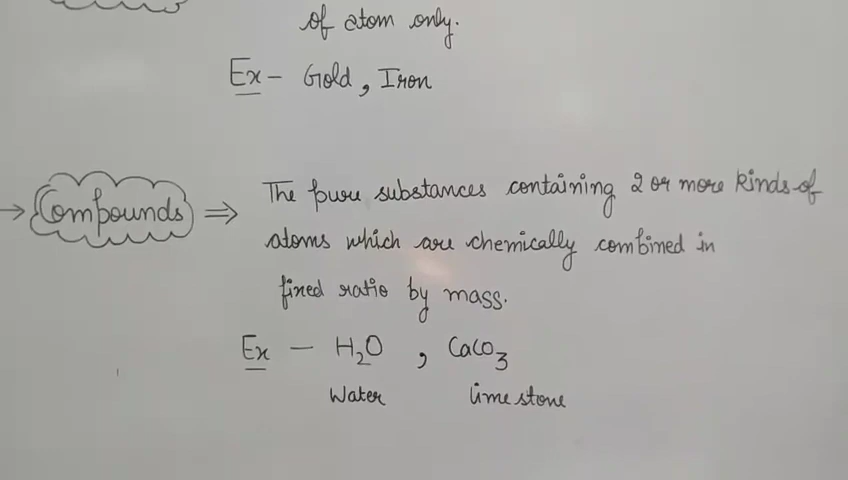 of atom only.
Ex - Gold, Iron
→ Compounds ⇒ The pure substances containing 2 or more kinds of
atoms which are chemically combined in
fixed ratio by mass.
Ex - H₂O, CaCO₃
Water limestone